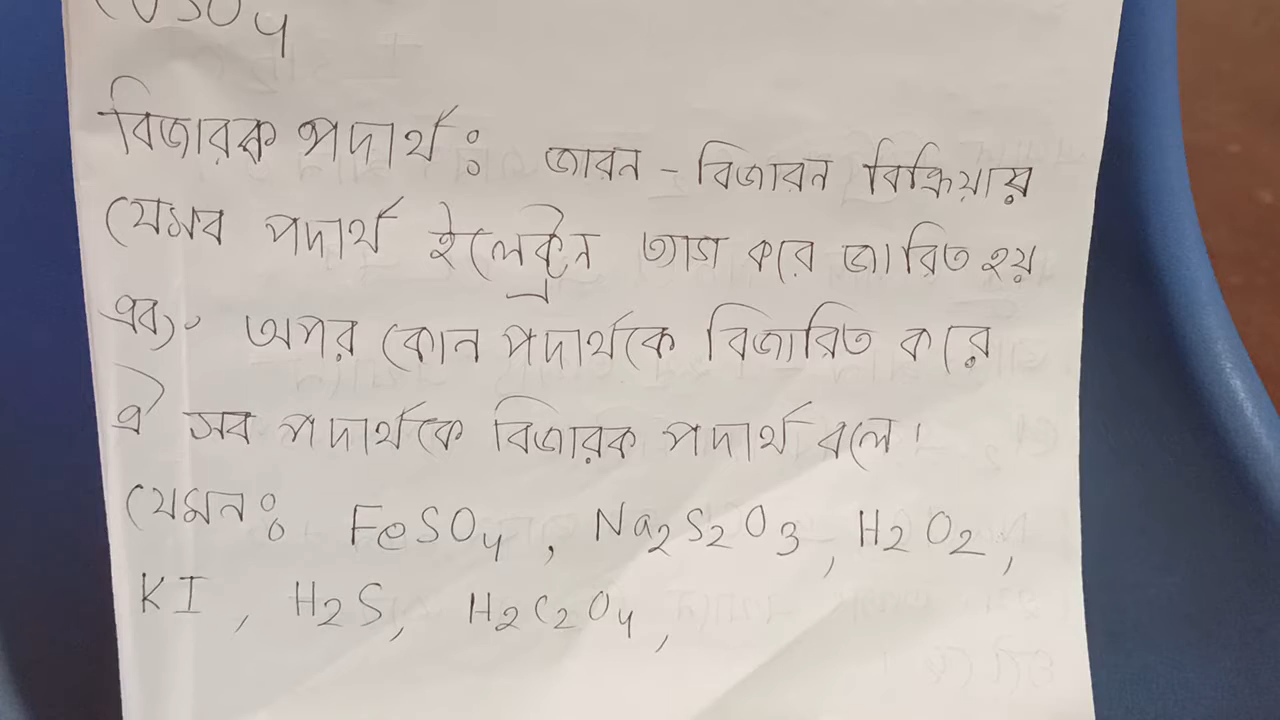 SO4
বিজারক পদার্থঃ জারন - বিজারন বিক্রিয়ায়
যেসব পদার্থ ইলেক্ট্রন ত্যাগ করে জারিত হয়
এবং অপর কোন পদার্থকে বিজারিত করে
ঐ সব পদার্থকে বিজারক পদার্থ বলে।
যেমনঃ FeSO4, Na2S2O3, H2O2,
KI, H2S, H2C2O4,